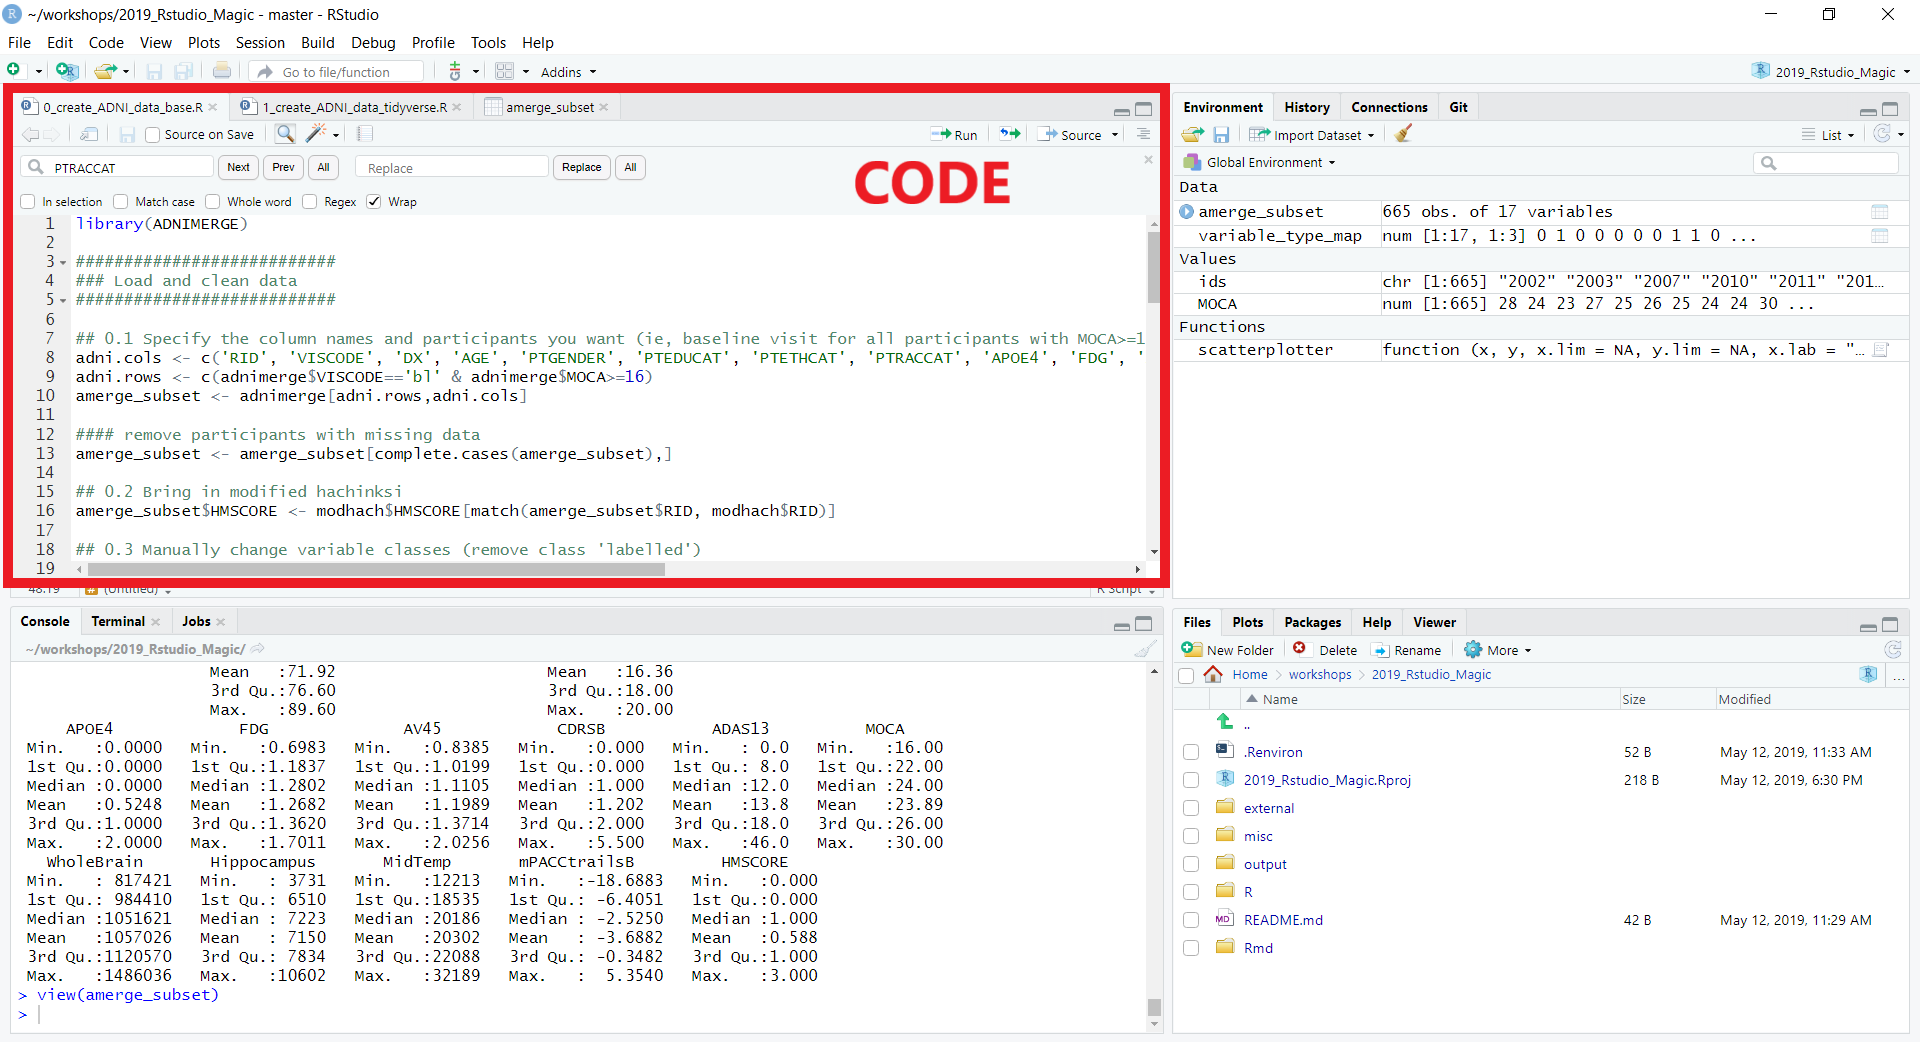 ~/workshops/2019_Rstudio_Magic - master - RStudio
File Edit Code View Plots Session Build Debug Profile Tools Help
Go to file/function Addins 2019_Rstudio_Magic
0_create_ADNI_data_base.R 1_create_ADNI_data_tidyverse.R amerge_subset
Source on Save Run Source
PTRACCAT Next Prev All Replace Replace All
In selection Match case Whole word Regex Wrap
CODE
1 library(ADNIMERGE)
2
3 ###########################
4 ### Load and clean data
5 ###########################
6
7 ## 0.1 Specify the column names and participants you want (ie, baseline visit for all participants with MOCA>=1
8 adni.cols <- c('RID', 'VISCODE', 'DX', 'AGE', 'PTGENDER', 'PTEDUCAT', 'PTETHCAT', 'PTRACCAT', 'APOE4', 'FDG', '
9 adni.rows <- c(adnimerge$VISCODE=='bl' & adnimerge$MOCA>=16)
10 amerge_subset <- adnimerge[adni.rows,adni.cols]
11
12 #### remove participants with missing data
13 amerge_subset <- amerge_subset[complete.cases(amerge_subset),]
14
15 ## 0.2 Bring in modified hachinksi
16 amerge_subset$HMSCORE <- modhach$HMSCORE[match(amerge_subset$RID, modhach$RID)]
17
18 ## 0.3 Manually change variable classes (remove class 'labelled')
19
48:19 (Untitled) R Script
Console Terminal Jobs
~/workshops/2019_Rstudio_Magic/
Mean :71.92 Mean :16.36
3rd Qu.:76.60 3rd Qu.:18.00
Max. :89.60 Max. :20.00
APOE4 FDG AV45 CDRSB ADAS13 MOCA
Min. :0.0000 Min. :0.6983 Min. :0.8385 Min. :0.000 Min. : 0.0 Min. :16.00
1st Qu.:0.0000 1st Qu.:1.1837 1st Qu.:1.0199 1st Qu.:0.000 1st Qu.: 8.0 1st Qu.:22.00
Median :0.0000 Median :1.2802 Median :1.1105 Median :1.000 Median :12.0 Median :24.00
Mean :0.5248 Mean :1.2682 Mean :1.1989 Mean :1.202 Mean :13.8 Mean :23.89
3rd Qu.:1.0000 3rd Qu.:1.3620 3rd Qu.:1.3714 3rd Qu.:2.000 3rd Qu.:18.0 3rd Qu.:26.00
Max. :2.0000 Max. :1.7011 Max. :2.0256 Max. :5.500 Max. :46.0 Max. :30.00
WholeBrain Hippocampus MidTemp mPACCtrailsB HMSCORE
Min. : 817421 Min. : 3731 Min. :12213 Min. :-18.6883 Min. :0.000
1st Qu.: 984410 1st Qu.: 6510 1st Qu.:18535 1st Qu.: -6.4051 1st Qu.:0.000
Median :1051621 Median : 7223 Median :20186 Median : -2.5250 Median :1.000
Mean :1057026 Mean : 7150 Mean :20302 Mean : -3.6882 Mean :0.588
3rd Qu.:1120570 3rd Qu.: 7834 3rd Qu.:22088 3rd Qu.: -0.3482 3rd Qu.:1.000
Max. :1486036 Max. :10602 Max. :32189 Max. : 5.3540 Max. :3.000
> view(amerge_subset)
>
Environment History Connections Git
Import Dataset List
Global Environment
Data
amerge_subset 665 obs. of 17 variables
variable_type_map num [1:17, 1:3] 0 1 0 0 0 0 0 1 1 0 ...
Values
ids chr [1:665] "2002" "2003" "2007" "2010" "2011" "201…
MOCA num [1:665] 28 24 23 27 25 26 25 24 24 30 ...
Functions
scatterplotter function (x, y, x.lim = NA, y.lim = NA, x.lab = "…
Files Plots Packages Help Viewer
New Folder Delete Rename More
Home workshops 2019_Rstudio_Magic ...
Name Size Modified
..
.Renviron 52 B May 12, 2019, 11:33 AM
2019_Rstudio_Magic.Rproj 218 B May 12, 2019, 6:30 PM
external
misc
output
R
README.md 42 B May 12, 2019, 11:29 AM
Rmd